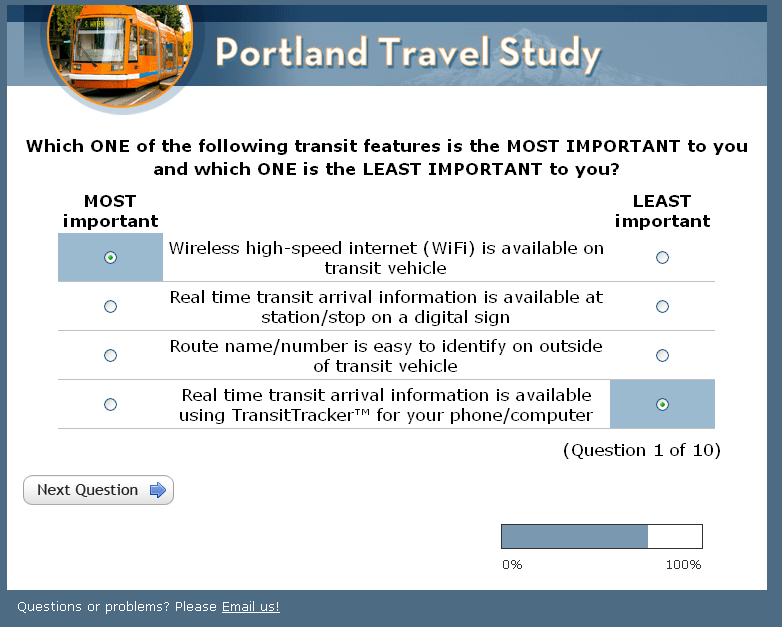 Portland Travel Study
Which ONE of the following transit features is the MOST IMPORTANT to you
and which ONE is the LEAST IMPORTANT to you?
MOST
important
LEAST
important
Wireless high-speed internet (WiFi) is available on
transit vehicle
Real time transit arrival information is available at
station/stop on a digital sign
Route name/number is easy to identify on outside
of transit vehicle
Real time transit arrival information is available
using TransitTracker™ for your phone/computer
(Question 1 of 10)
Next Question
0%
100%
Questions or problems? Please Email us!